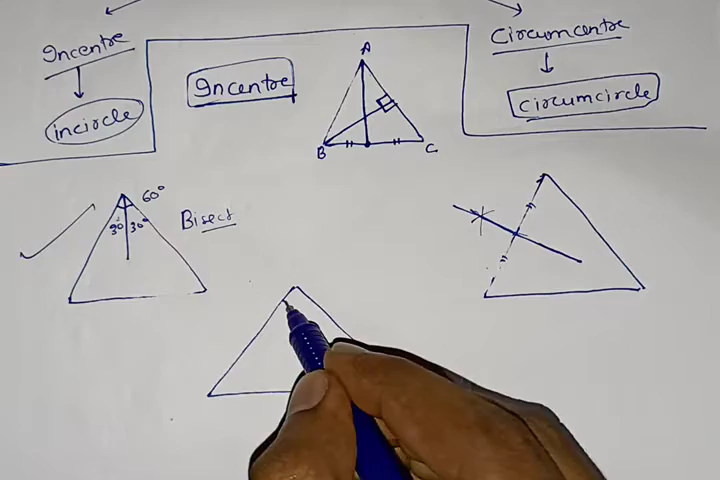 Incentre
Circumcentre
Incentre
incircle
circumcircle
A
B
C
60°
30°
30°
Bisect